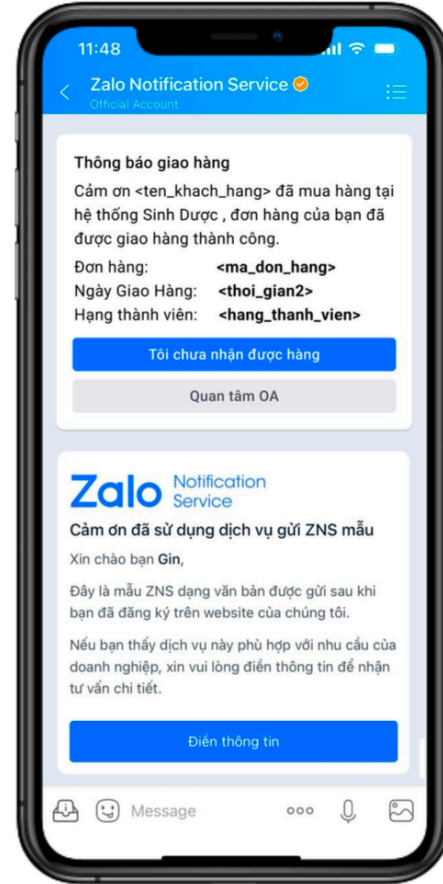 11:48
Zalo Notification Service
Official Account
Thông báo giao hàng
Cảm ơn <ten_khach_hang> đã mua hàng tại
hệ thống Sinh Dược , đơn hàng của bạn đã
được giao hàng thành công.
Đơn hàng: <ma_don_hang>
Ngày Giao Hàng: <thoi_gian2>
Hạng thành viên: <hang_thanh_vien>
Tôi chưa nhận được hàng
Quan tâm OA
Zalo Notification
Service
Cảm ơn đã sử dụng dịch vụ gửi ZNS mẫu
Xin chào bạn Gin,
Đây là mẫu ZNS dạng văn bản được gửi sau khi
bạn đã đăng ký trên website của chúng tôi.
Nếu bạn thấy dịch vụ này phù hợp với nhu cầu của
doanh nghiệp, xin vui lòng điền thông tin để nhận
tư vấn chi tiết.
Điền thông tin
Message